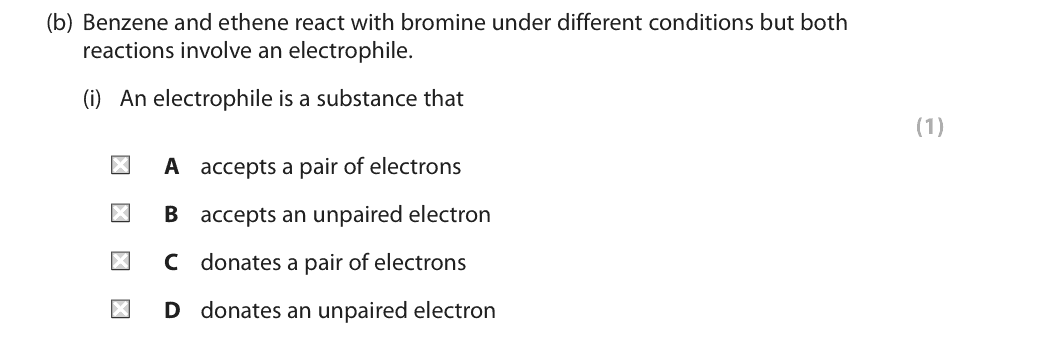 (b) Benzene and ethene react with bromine under different conditions but both
reactions involve an electrophile.
(i) An electrophile is a substance that
(1)
A accepts a pair of electrons
B accepts an unpaired electron
C donates a pair of electrons
D donates an unpaired electron